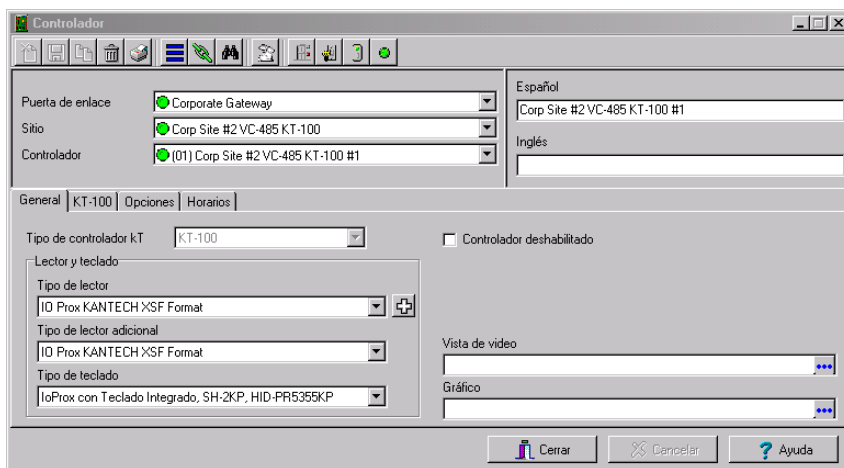 Controlador
Puerta de enlace
Corporate Gateway
Sitio
Corp Site #2 VC-485 KT-100
Controlador
(01) Corp Site #2 VC-485 KT-100 #1
Español
Corp Site #2 VC-485 KT-100 #1
Inglés
General
KT-100
Opciones
Horarios
Tipo de controlador kT
KT-100
Controlador deshabilitado
Lector y teclado
Tipo de lector
IO Prox KANTECH XSF Format
Tipo de lector adicional
IO Prox KANTECH XSF Format
Tipo de teclado
IoProx con Teclado Integrado, SH-2KP, HID-PR5355KP
Vista de video
Gráfico
Cerrar
Cancelar
Ayuda